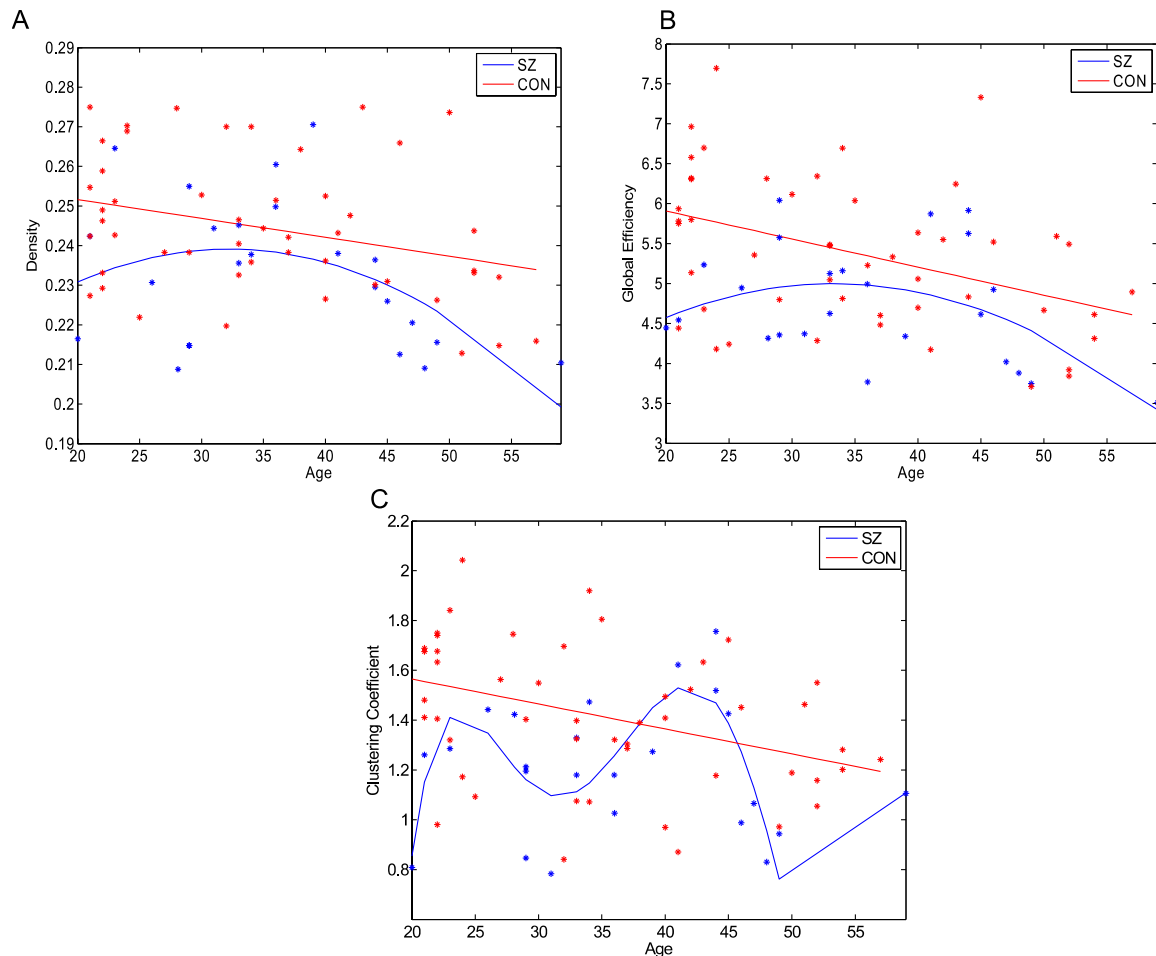 A
Density
0.29
0.28
0.27
0.26
0.25
0.24
0.23
0.22
0.21
0.2
0.19
SZ
CON
20 25 30 35 40 45 50 55
Age
B
Global Efficiency
8
7.5
7
6.5
6
5.5
5
4.5
4
3.5
3
SZ
CON
20 25 30 35 40 45 50 55
Age
C
Clustering Coefficient
2.2
2
1.8
1.6
1.4
1.2
1
0.8
SZ
CON
20 25 30 35 40 45 50 55
Age